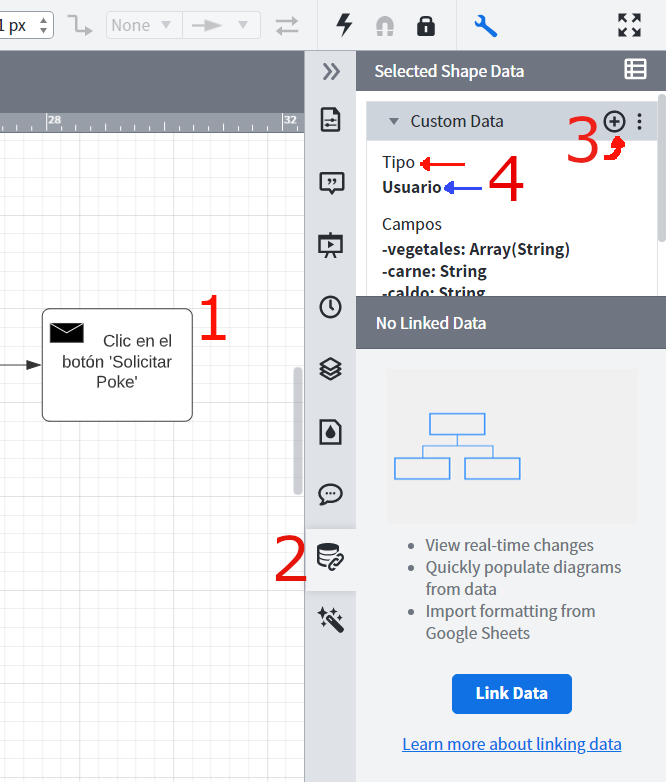 1 px
None
Selected Shape Data
28
32
Custom Data
3
Tipo
4
Usuario
Campos
-vegetales: Array(String)
-carne: String
-caldo: String
1
Clic en el
botón 'Solicitar
Poke'
No Linked Data
2
View real-time changes
Quickly populate diagrams
from data
Import formatting from
Google Sheets
Link Data
Learn more about linking data